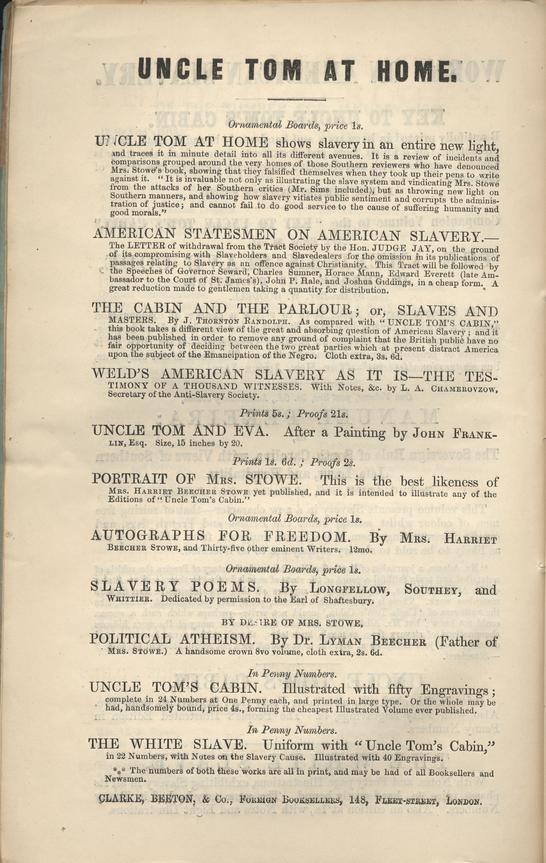 UNCLE TOM AT HOME.
Ornamental Boards, price 1s.
UNCLE TOM AT HOME shows slavery in an entire new light,
and traces it in minute detail into all its different avenues. It is a review of incidents and
comparisons grouped around the very homes of those Southern reviewers who have denounced
Mrs. Stowe's book, showing that they falsified themselves when they took up their pens to write
against it. "It is invaluable not only as illustrating the slave system and vindicating Mrs. Stowe
from the attacks of her Southern critics (Mr. Sims included), but as throwing new light on
Southern manners, and showing how slavery vitiates public sentiment and corrupts the adminis-
tration of justice; and cannot fail to do good service to the cause of suffering humanity and
good morals."
AMERICAN STATESMEN ON AMERICAN SLAVERY.—
The LETTER of withdrawal from the Tract Society by the Hon. JUDGE JAY, on the ground
of its compromising with Slaveholders and Slavedealers for the omission in its publications of
passages relating to Slavery as an offence against Christianity. This Tract will be followed by
the Speeches of Governor Seward, Charles Sumner, Horace Mann, Edward Everett (late Am-
bassador to the Court of St. James's), John P. Hale, and Joshua Giddings, in a cheap form. A
great reduction made to gentlemen taking a quantity for distribution.
THE CABIN AND THE PARLOUR; or, SLAVES AND
MASTERS. By J. THORNTON RANDOLPH. As compared with "UNCLE TOM'S CABIN,"
this book takes a different view of the great and absorbing question of American Slavery; and it
has been published in order to remove any ground of complaint that the British public have no
fair opportunity of deciding between the two great parties which at present distract America
upon the subject of the Emancipation of the Negro. Cloth extra, 3s. 6d.
WELD'S AMERICAN SLAVERY AS IT IS—THE TES-
TIMONY OF A THOUSAND WITNESSES. With Notes, &c. by L. A. CHAMEROVZOW,
Secretary of the Anti-Slavery Society.
Prints 5s.; Proofs 21s.
UNCLE TOM AND EVA. After a Painting by JOHN FRANK-
LIN, Esq. Size, 15 inches by 20.
Prints 1s. 6d.; Proofs 2s.
PORTRAIT OF MRS. STOWE. This is the best likeness of
MRS. HARRIET BEECHER STOWE yet published, and it is intended to illustrate any of the
Editions of "Uncle Tom's Cabin."
Ornamental Boards, price 1s.
AUTOGRAPHS FOR FREEDOM. By MRS. HARRIET
BEECHER STOWE, and Thirty-five other eminent Writers. 12mo.
Ornamental Boards, price 1s.
SLAVERY POEMS. By LONGFELLOW, SOUTHEY, and
WHITTIER. Dedicated by permission to the Earl of Shaftesbury.
BY DESIRE OF MRS. STOWE,
POLITICAL ATHEISM. By Dr. LYMAN BEECHER (Father of
MRS. STOWE.) A handsome crown 8vo volume, cloth extra, 2s. 6d.
In Penny Numbers.
UNCLE TOM'S CABIN. Illustrated with fifty Engravings;
complete in 24 Numbers at One Penny each, and printed in large type. Or the whole may be
had, handsomely bound, price 4s., forming the cheapest Illustrated Volume ever published.
In Penny Numbers.
THE WHITE SLAVE. Uniform with "Uncle Tom's Cabin,"
in 22 Numbers, with Notes on the Slavery Cause. Illustrated with 40 Engravings.
*** The numbers of both these works are all in print, and may be had of all Booksellers and
Newsmen.
CLARKE, BEETON, & Co., FOREIGN BOOKSELLERS, 148, FLEET-STREET, LONDON.